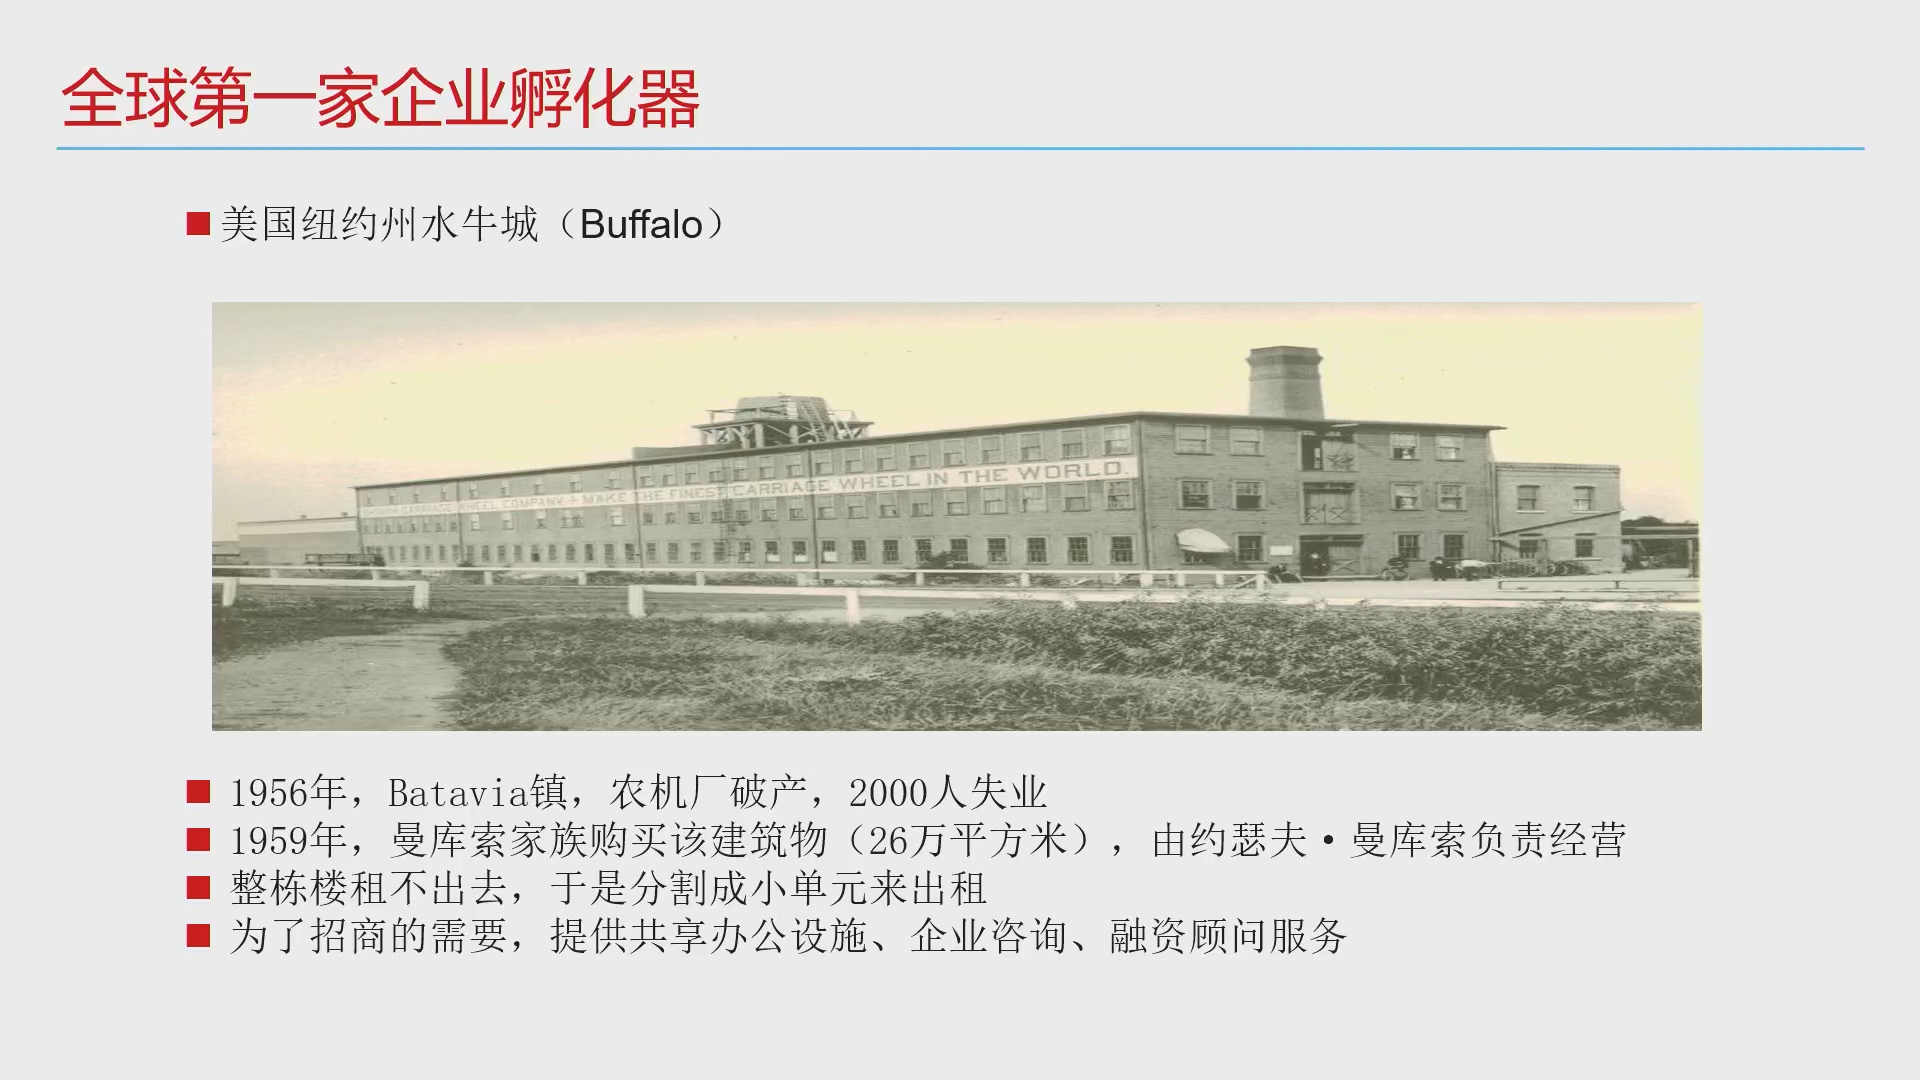 全球第一家企业孵化器
美国纽约州水牛城（Buffalo）
WHEEL COMPANY + MAKE THE FINEST CARRIAGE WHEEL IN THE WORLD.
1956年，Batavia镇，农机厂破产，2000人失业
1959年，曼库索家族购买该建筑物（26万平方米），由约瑟夫·曼库索负责经营
整栋楼租不出去，于是分割成小单元来出租
为了招商的需要，提供共享办公设施、企业咨询、融资顾问服务